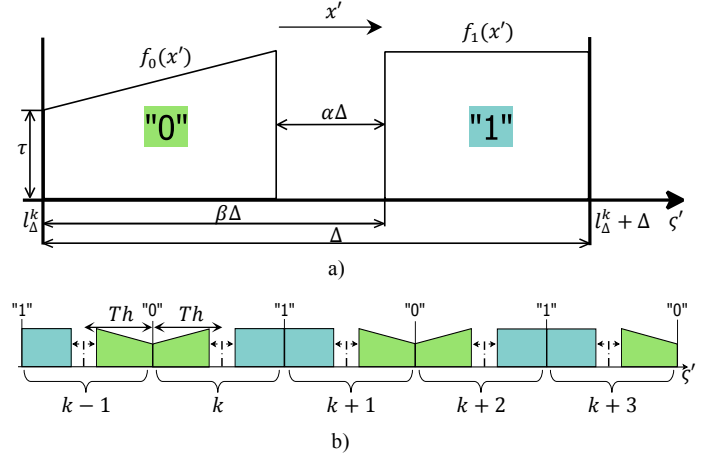 x′
f₀(x′) f₁(x′)
"0" αΔ "1"
τ
βΔ
l_Δ^k Δ l_Δ^k + Δ ς′
a)
"1" Th "0" Th "1" "0" "1" "0"
ς′
k − 1 k k + 1 k + 2 k + 3
b)